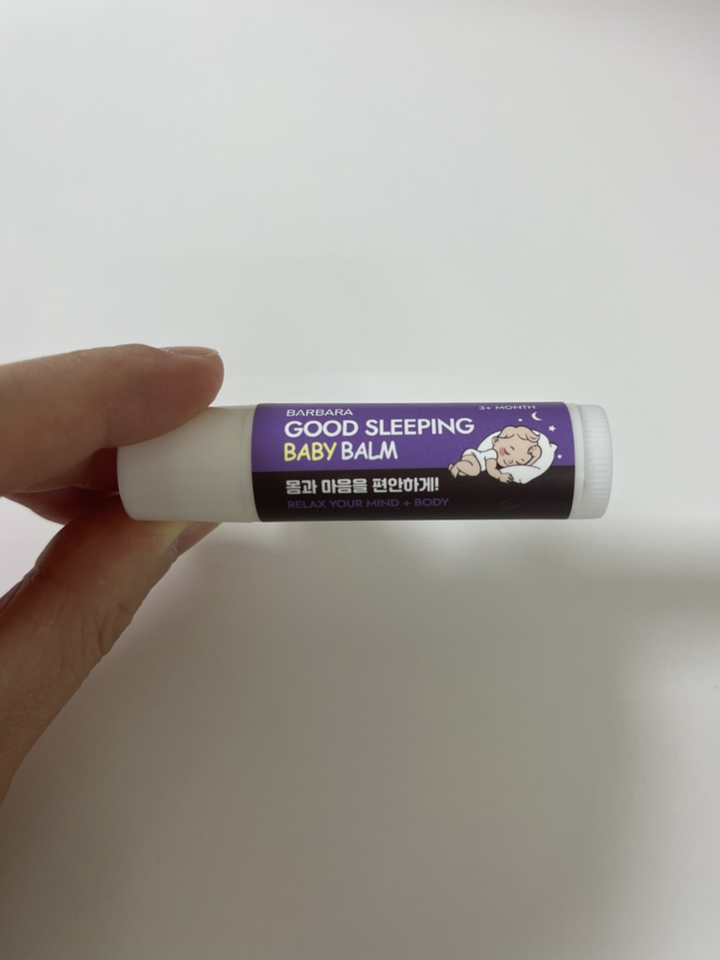 BARBARA
3+ MONTH
GOOD SLEEPING
BABY BALM
몸과 마음을 편안하게!
RELAX YOUR MIND + BODY